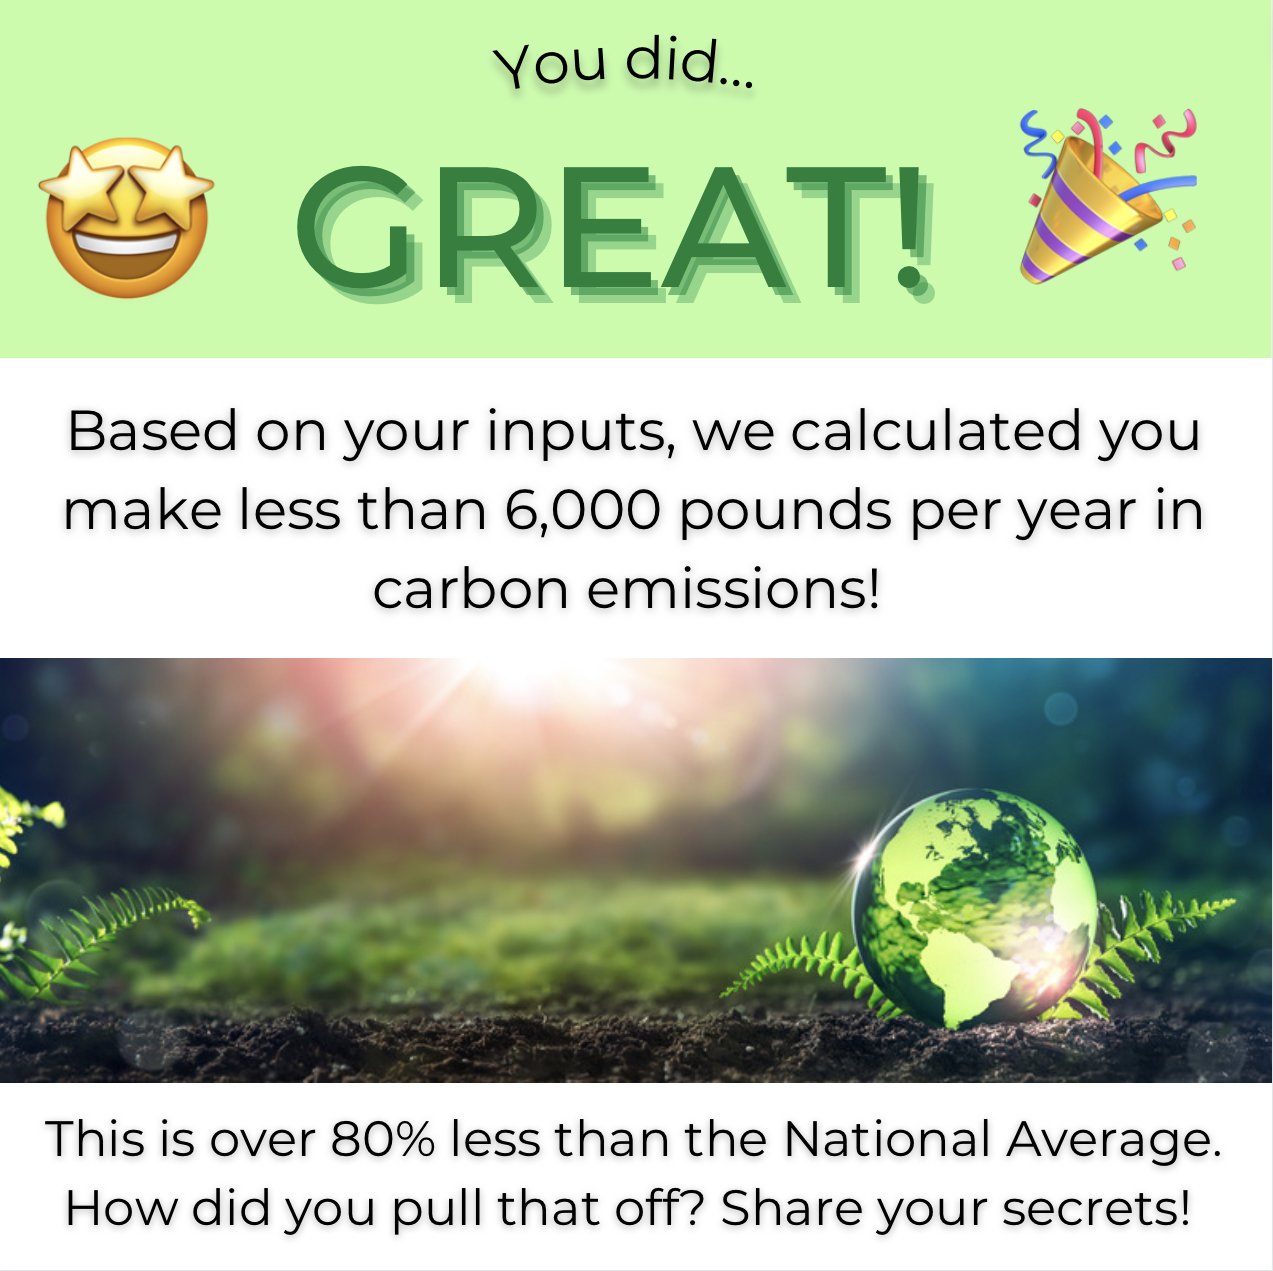 You did...
GREAT!
Based on your inputs, we calculated you
make less than 6,000 pounds per year in
carbon emissions!
This is over 80% less than the National Average.
How did you pull that off? Share your secrets!